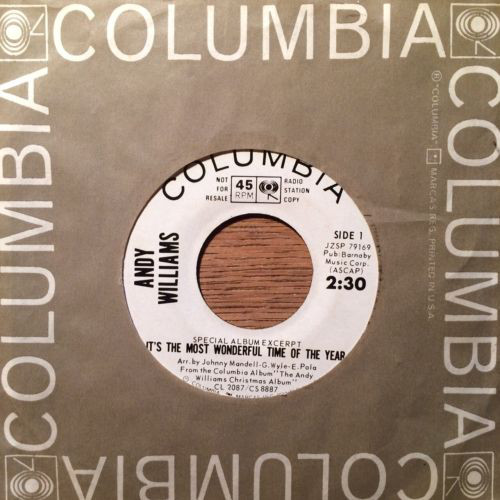 COLUMBIA
COLUMBIA
COLUMBIA
® "COLUMBIA", MARCAS REG. PRINTED IN U.S.A.
COLUMBIA
NOT
FOR
RESALE
45
RPM
RADIO
STATION
COPY
ANDY
WILLIAMS
SIDE 1
JZSP 79169
Pub: Barnaby
Music Corp.
(ASCAP)
2:30
SPECIAL ALBUM EXCERPT
IT'S THE MOST WONDERFUL TIME OF THE YEAR
Arr. by Johnny Mandell-G. Wyle-E. Pola
From the Columbia Album "The Andy
Williams Christmas Album"
CL 2087/CS 8887
COLUMBIA
COLUMBIA